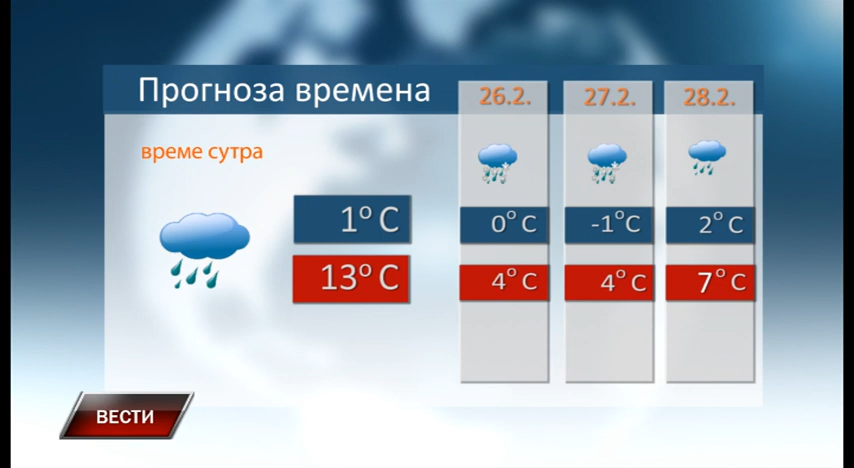 Прогноза времена
време сутра
1° C
13° C
26.2.
0° C
4° C
27.2.
-1°C
4° C
28.2.
2° C
7° C
ВЕСТИ